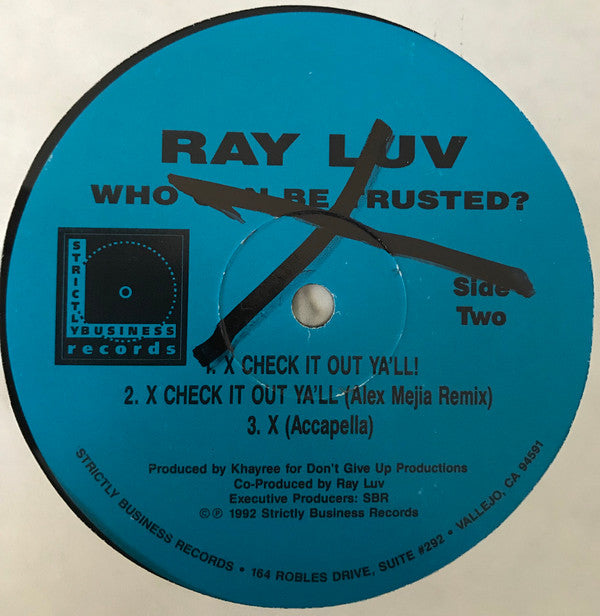 RAY LUV
WHO BE TRUSTED?
STRICTLY
BUSINESS
records
Side
Two
1. X CHECK IT OUT YA'LL!
2. X CHECK IT OUT YA'LL (Alex Mejia Remix)
3. X (Accapella)
Produced by Khayree for Don't Give Up Productions
Co-Produced by Ray Luv
Executive Producers: SBR
© ℗ 1992 Strictly Business Records
STRICTLY BUSINESS RECORDS • 164 ROBLES DRIVE, SUITE #292 • VALLEJO, CA 94591